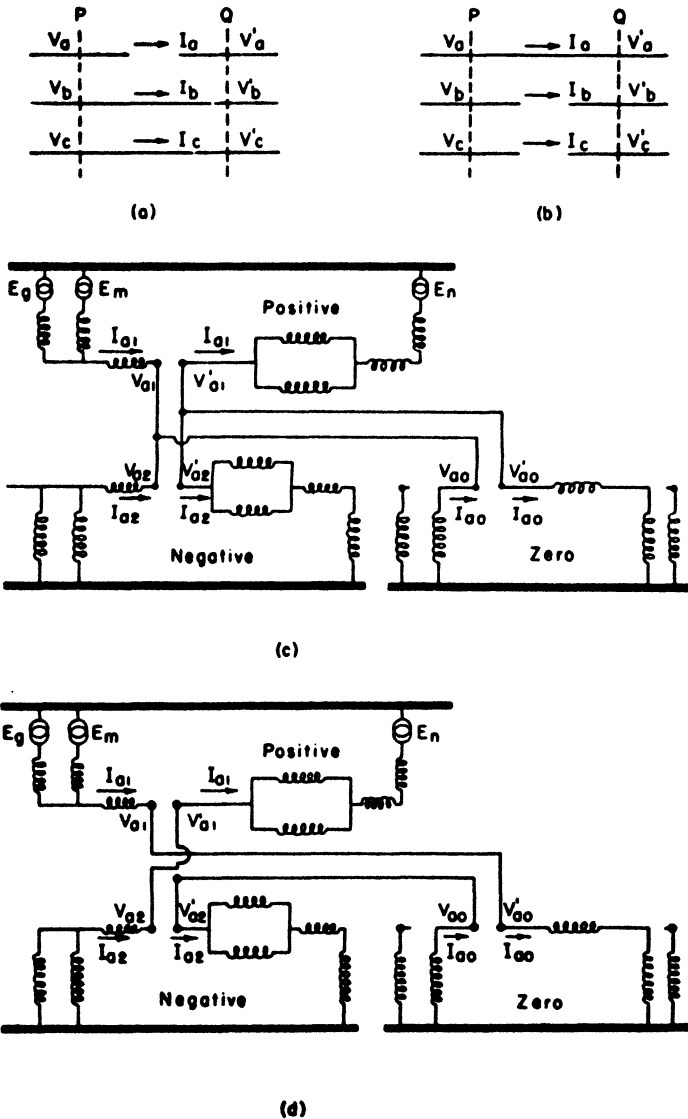 P Q P Q
Va Ia V'a Va Ia V'a
Vb Ib V'b Vb Ib V'b
Vc Ic V'c Vc Ic V'c
(a) (b)
Eg Em Positive En
Ia1 Ia1
Va1 V'a1
Va2 V'a2 Va0 V'a0
Ia2 Ia2 Ia0 Ia0
Negative Zero
(c)
Eg Em Positive En
Ia1 Ia1
Va1 V'a1
Va2 V'a2 Va0 V'a0
Ia2 Ia2 Ia0 Ia0
Negative Zero
(d)